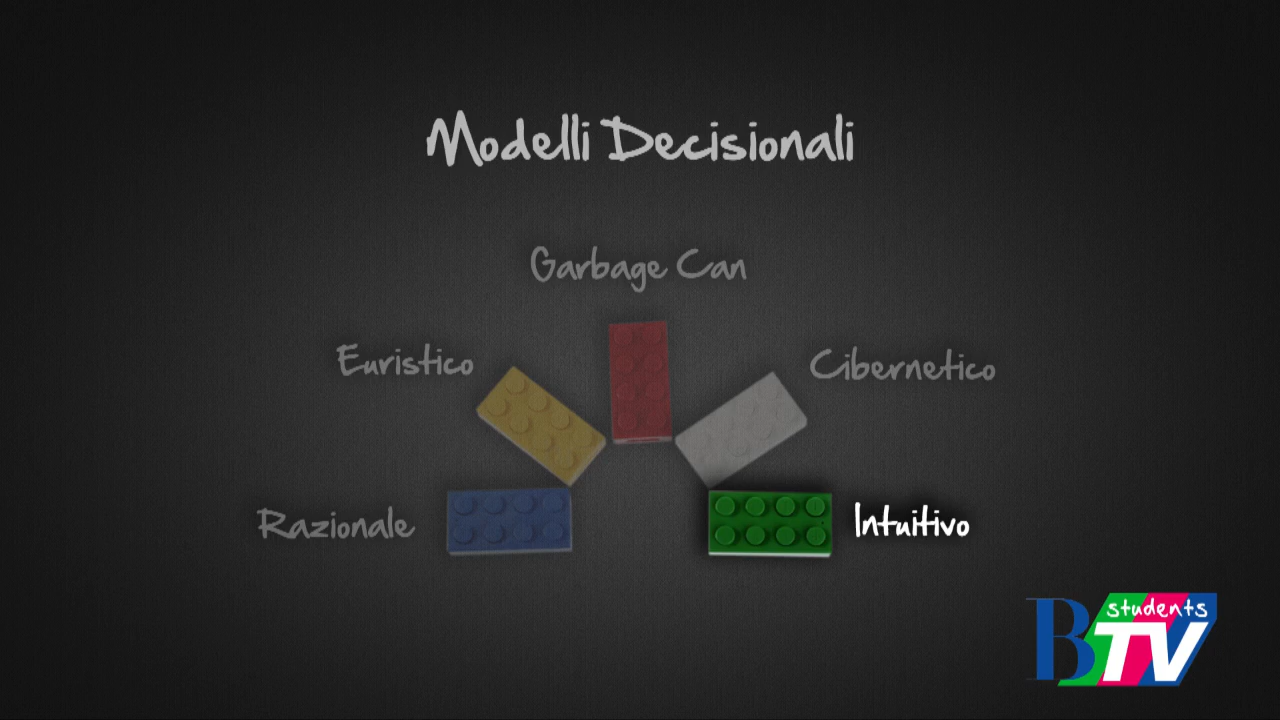 Modelli Decisionali
Garbage Can
Euristico
Cibernetico
Razionale
Intuitivo
students
BTV